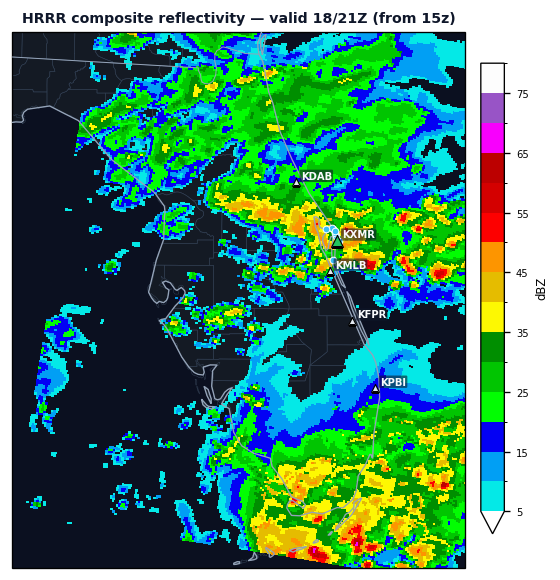 HRRR composite reflectivity — valid 18/21Z (from 15z)
KDAB
KXMR
KMLB
KFPR
KPBI
75
65
55
45
35
25
15
5
dBZ